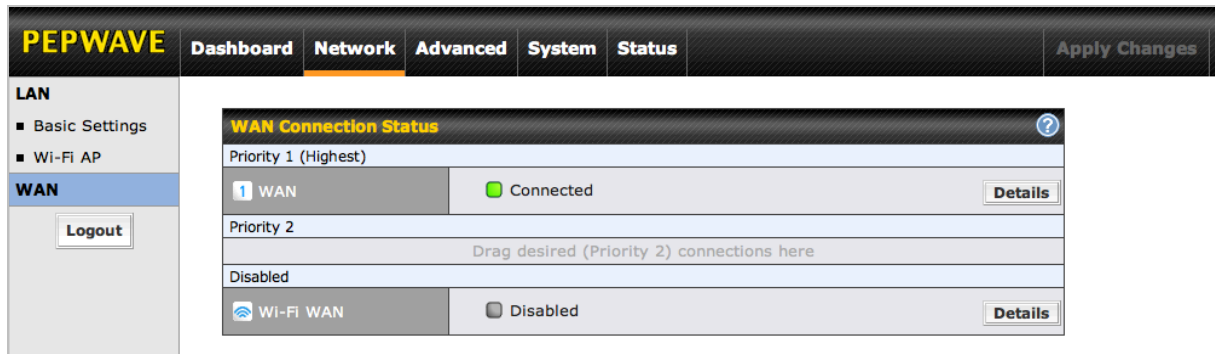 PEPWAVE
Dashboard Network Advanced System Status Apply Changes
LAN
Basic Settings
Wi-Fi AP
WAN
Logout
WAN Connection Status ?
Priority 1 (Highest)
1 WAN Connected Details
Priority 2
Drag desired (Priority 2) connections here
Disabled
Wi-Fi WAN Disabled Details